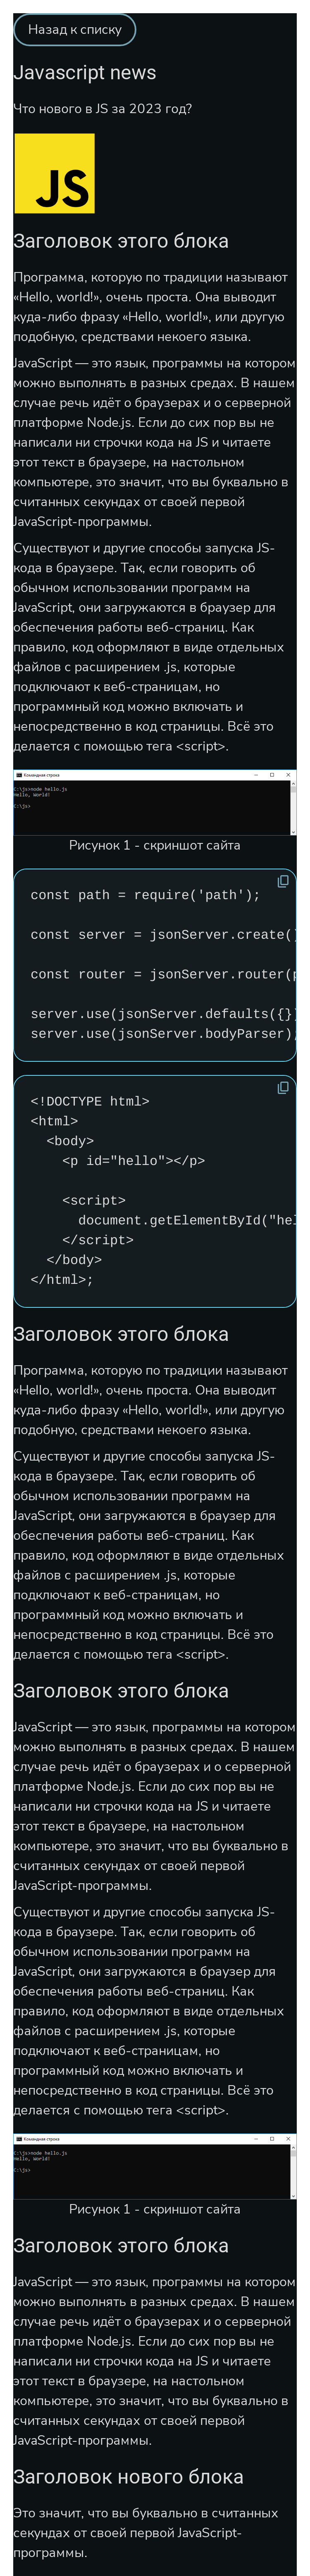 Назад к списку
Javascript news
Что нового в JS за 2023 год?
JS
Заголовок этого блока
Программа, которую по традиции называют
«Hello, world!», очень проста. Она выводит
куда-либо фразу «Hello, world!», или другую
подобную, средствами некоего языка.
JavaScript — это язык, программы на котором
можно выполнять в разных средах. В нашем
случае речь идёт о браузерах и о серверной
платформе Node.js. Если до сих пор вы не
написали ни строчки кода на JS и читаете
этот текст в браузере, на настольном
компьютере, это значит, что вы буквально в
считанных секундах от своей первой
JavaScript-программы.
Существуют и другие способы запуска JS-
кода в браузере. Так, если говорить об
обычном использовании программ на
JavaScript, они загружаются в браузер для
обеспечения работы веб-страниц. Как
правило, код оформляют в виде отдельных
файлов с расширением .js, которые
подключают к веб-страницам, но
программный код можно включать и
непосредственно в код страницы. Всё это
делается с помощью тега <script>.
Командная строка
C:\js>node hello.js
Hello, World!
C:\js>
Рисунок 1 - скриншот сайта
const path = require('path');
const server = jsonServer.create()
const router = jsonServer.router(p
server.use(jsonServer.defaults({})
server.use(jsonServer.bodyParser);
<!DOCTYPE html>
<html>
<body>
<p id="hello"></p>
<script>
document.getElementById("hel
</script>
</body>
</html>;
Заголовок этого блока
Программа, которую по традиции называют
«Hello, world!», очень проста. Она выводит
куда-либо фразу «Hello, world!», или другую
подобную, средствами некоего языка.
Существуют и другие способы запуска JS-
кода в браузере. Так, если говорить об
обычном использовании программ на
JavaScript, они загружаются в браузер для
обеспечения работы веб-страниц. Как
правило, код оформляют в виде отдельных
файлов с расширением .js, которые
подключают к веб-страницам, но
программный код можно включать и
непосредственно в код страницы. Всё это
делается с помощью тега <script>.
Заголовок этого блока
JavaScript — это язык, программы на котором
можно выполнять в разных средах. В нашем
случае речь идёт о браузерах и о серверной
платформе Node.js. Если до сих пор вы не
написали ни строчки кода на JS и читаете
этот текст в браузере, на настольном
компьютере, это значит, что вы буквально в
считанных секундах от своей первой
JavaScript-программы.
Существуют и другие способы запуска JS-
кода в браузере. Так, если говорить об
обычном использовании программ на
JavaScript, они загружаются в браузер для
обеспечения работы веб-страниц. Как
правило, код оформляют в виде отдельных
файлов с расширением .js, которые
подключают к веб-страницам, но
программный код можно включать и
непосредственно в код страницы. Всё это
делается с помощью тега <script>.
Командная строка
C:\js>node hello.js
Hello, World!
C:\js>
Рисунок 1 - скриншот сайта
Заголовок этого блока
JavaScript — это язык, программы на котором
можно выполнять в разных средах. В нашем
случае речь идёт о браузерах и о серверной
платформе Node.js. Если до сих пор вы не
написали ни строчки кода на JS и читаете
этот текст в браузере, на настольном
компьютере, это значит, что вы буквально в
считанных секундах от своей первой
JavaScript-программы.
Заголовок нового блока
Это значит, что вы буквально в считанных
секундах от своей первой JavaScript-
программы.